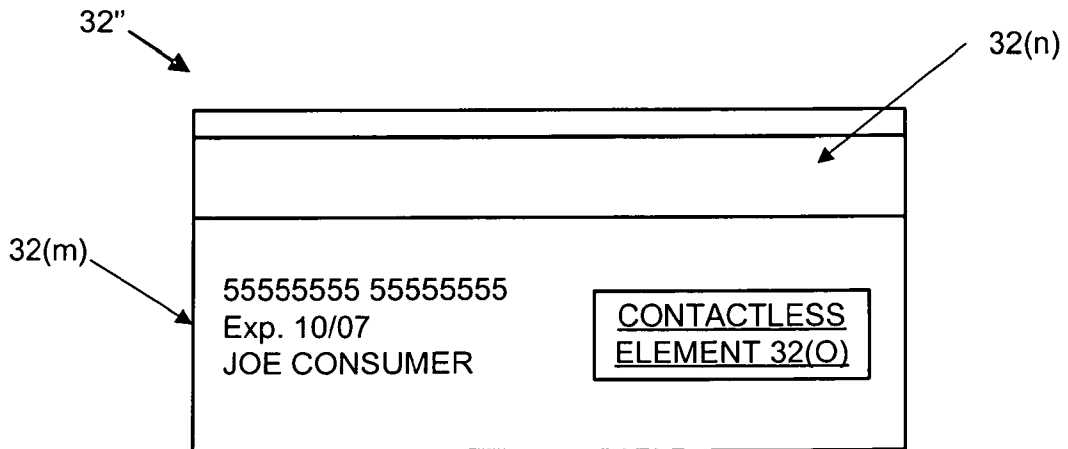 32”
32(n)
32(m)
55555555 55555555
Exp. 10/07
JOE CONSUMER
CONTACTLESS
ELEMENT 32(O)